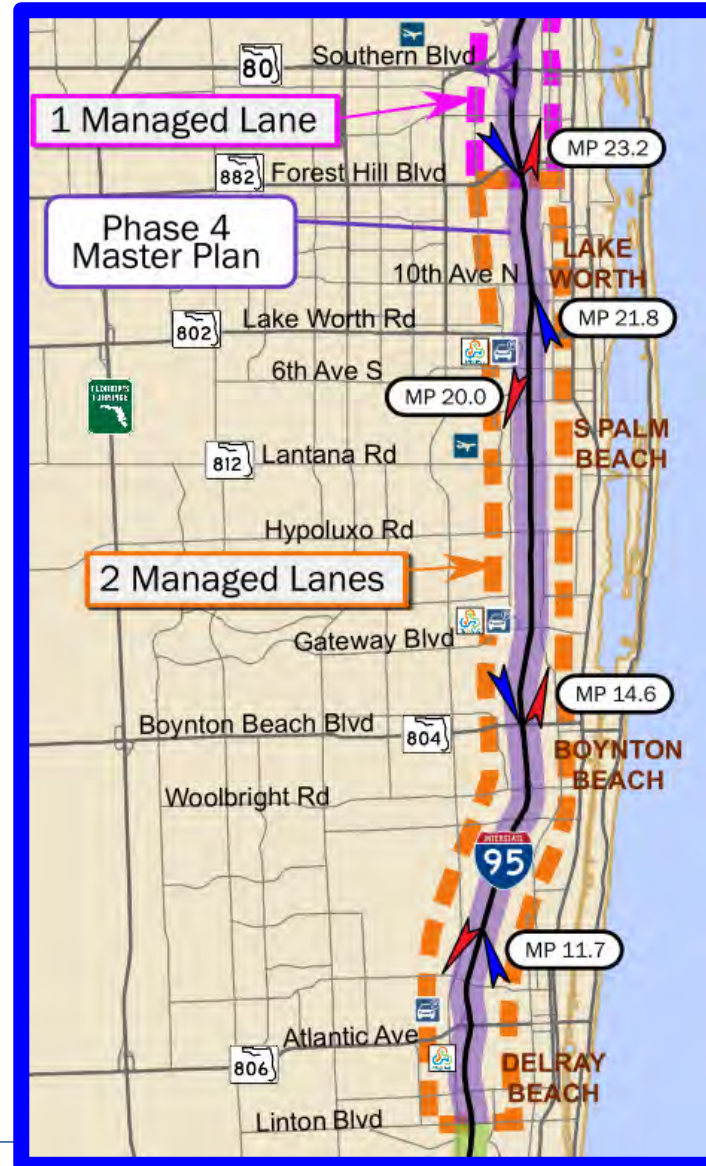 Southern Blvd
80
1 Managed Lane
MP 23.2
882
Forest Hill Blvd
Phase 4
Master Plan
LAKE
WORTH
10th Ave N
MP 21.8
802
Lake Worth Rd
6th Ave S
MP 20.0
FLORIDA'S
TURNPIKE
S PALM
BEACH
812
Lantana Rd
Hypoluxo Rd
2 Managed Lanes
Gateway Blvd
MP 14.6
Boynton Beach Blvd
804
BOYNTON
BEACH
Woolbright Rd
INTERSTATE
95
MP 11.7
Atlantic Ave
806
DELRAY
BEACH
Linton Blvd